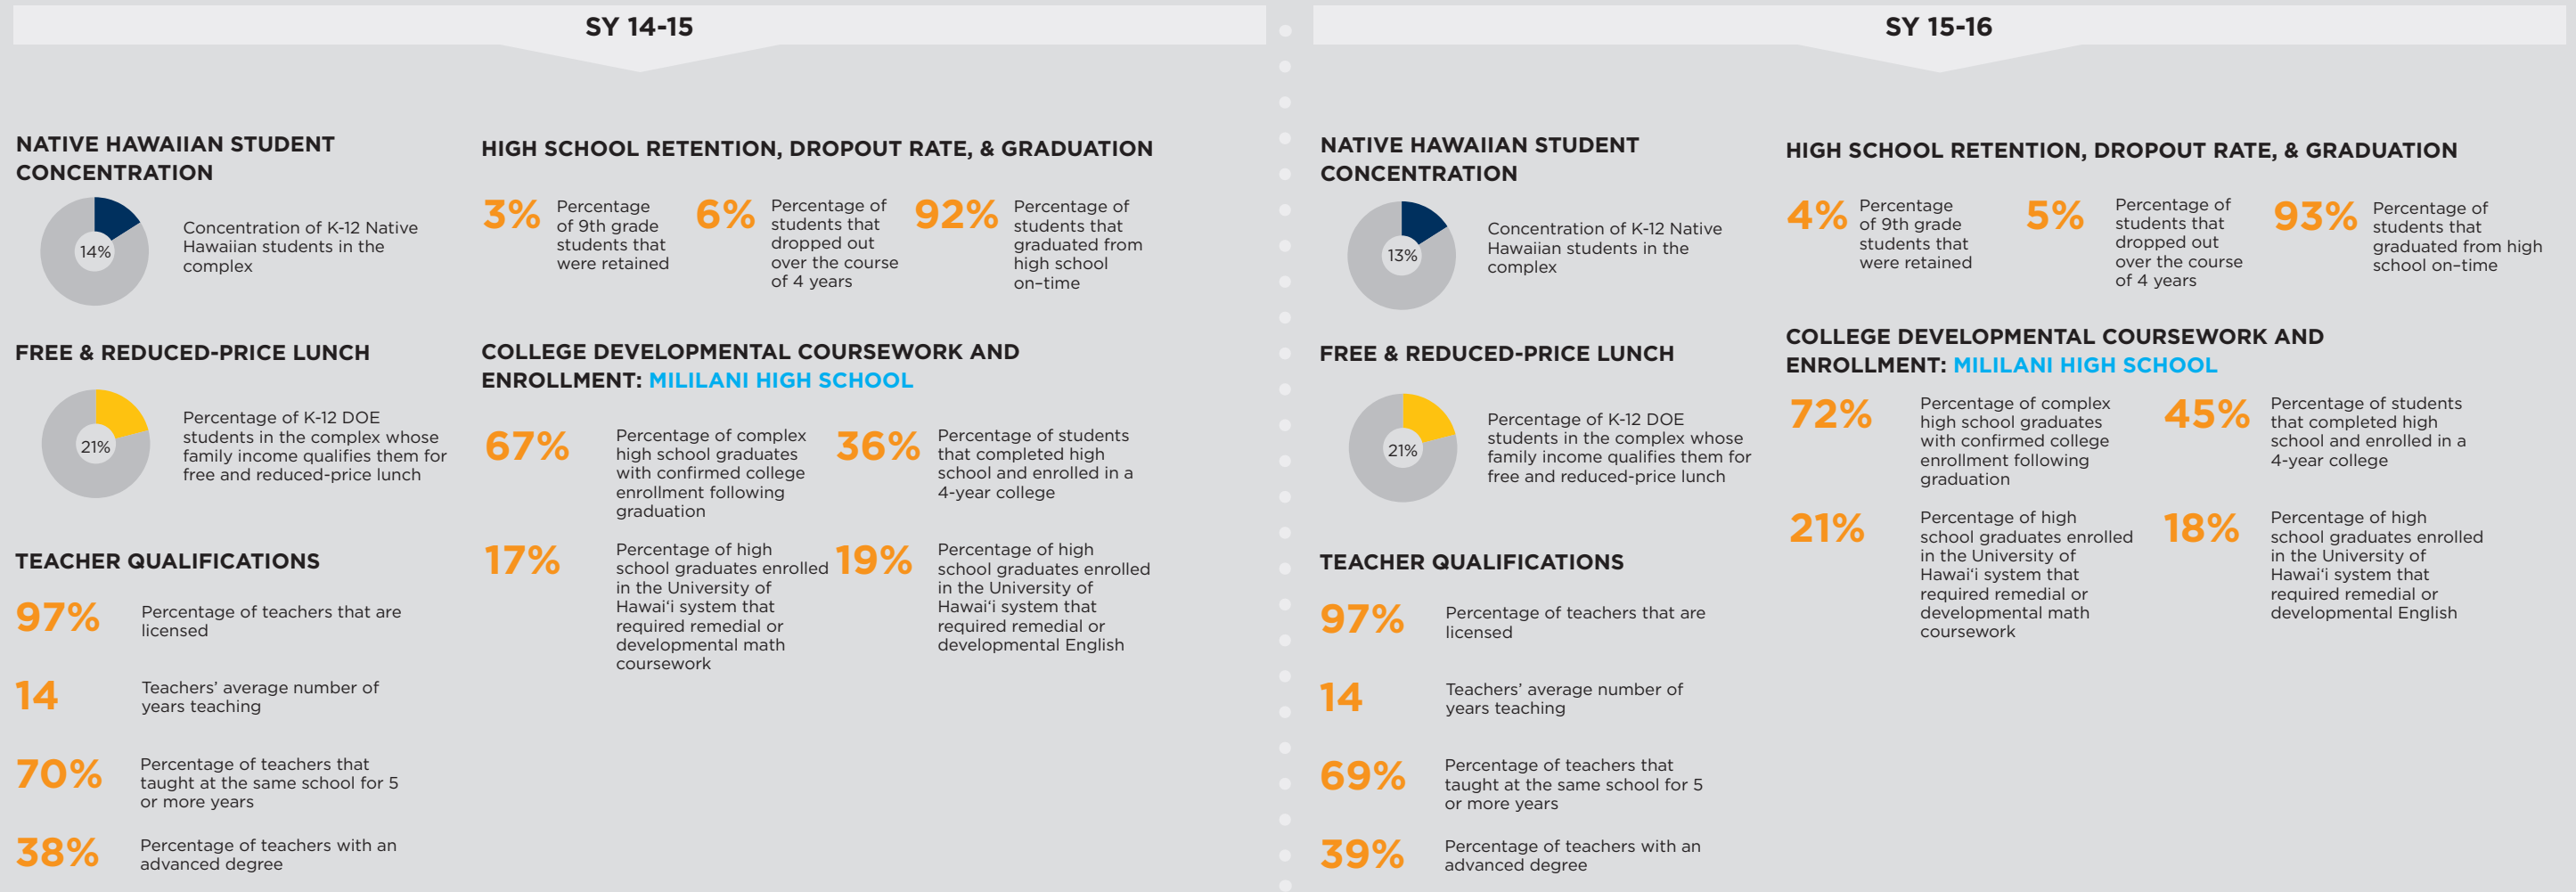 SY 14-15
NATIVE HAWAIIAN STUDENT
CONCENTRATION
14%
Concentration of K-12 Native
Hawaiian students in the
complex
FREE & REDUCED-PRICE LUNCH
21%
Percentage of K-12 DOE
students in the complex whose
family income qualifies them for
free and reduced-price lunch
TEACHER QUALIFICATIONS
97%
Percentage of teachers that are
licensed
14
Teachers’ average number of
years teaching
70%
Percentage of teachers that
taught at the same school for 5
or more years
38%
Percentage of teachers with an
advanced degree
HIGH SCHOOL RETENTION, DROPOUT RATE, & GRADUATION
3%
Percentage
of 9th grade
students that
were retained
6%
Percentage of
students that
dropped out
over the course
of 4 years
92%
Percentage of
students that
graduated from
high school
on–time
COLLEGE DEVELOPMENTAL COURSEWORK AND
ENROLLMENT: MILILANI HIGH SCHOOL
67%
Percentage of complex
high school graduates
with confirmed college
enrollment following
graduation
36%
Percentage of students
that completed high
school and enrolled in a
4-year college
17%
Percentage of high
school graduates enrolled
in the University of
Hawai‘i system that
required remedial or
developmental math
coursework
19%
Percentage of high
school graduates enrolled
in the University of
Hawai‘i system that
required remedial or
developmental English
SY 15-16
NATIVE HAWAIIAN STUDENT
CONCENTRATION
13%
Concentration of K-12 Native
Hawaiian students in the
complex
FREE & REDUCED-PRICE LUNCH
21%
Percentage of K-12 DOE
students in the complex whose
family income qualifies them for
free and reduced-price lunch
TEACHER QUALIFICATIONS
97%
Percentage of teachers that are
licensed
14
Teachers’ average number of
years teaching
69%
Percentage of teachers that
taught at the same school for 5
or more years
39%
Percentage of teachers with an
advanced degree
HIGH SCHOOL RETENTION, DROPOUT RATE, & GRADUATION
4%
Percentage
of 9th grade
students that
were retained
5%
Percentage of
students that
dropped out
over the course
of 4 years
93%
Percentage of
students that
graduated from high
school on–time
COLLEGE DEVELOPMENTAL COURSEWORK AND
ENROLLMENT: MILILANI HIGH SCHOOL
72%
Percentage of complex
high school graduates
with confirmed college
enrollment following
graduation
45%
Percentage of students
that completed high
school and enrolled in a
4-year college
21%
Percentage of high
school graduates enrolled
in the University of
Hawai‘i system that
required remedial or
developmental math
coursework
18%
Percentage of high
school graduates enrolled
in the University of
Hawai‘i system that
required remedial or
developmental English